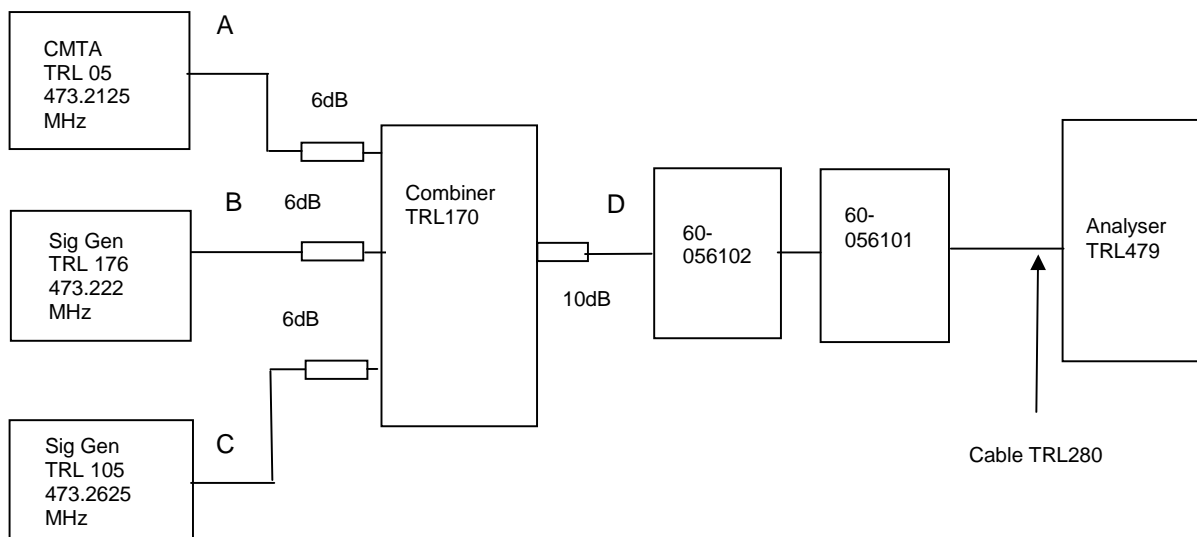 A
CMTA
TRL 05
473.2125
MHz
6dB
B
6dB
Sig Gen
TRL 176
473.222
MHz
6dB
C
Sig Gen
TRL 105
473.2625
MHz
Combiner
TRL170
D
10dB
60-
056102
60-
056101
Analyser
TRL479
Cable TRL280